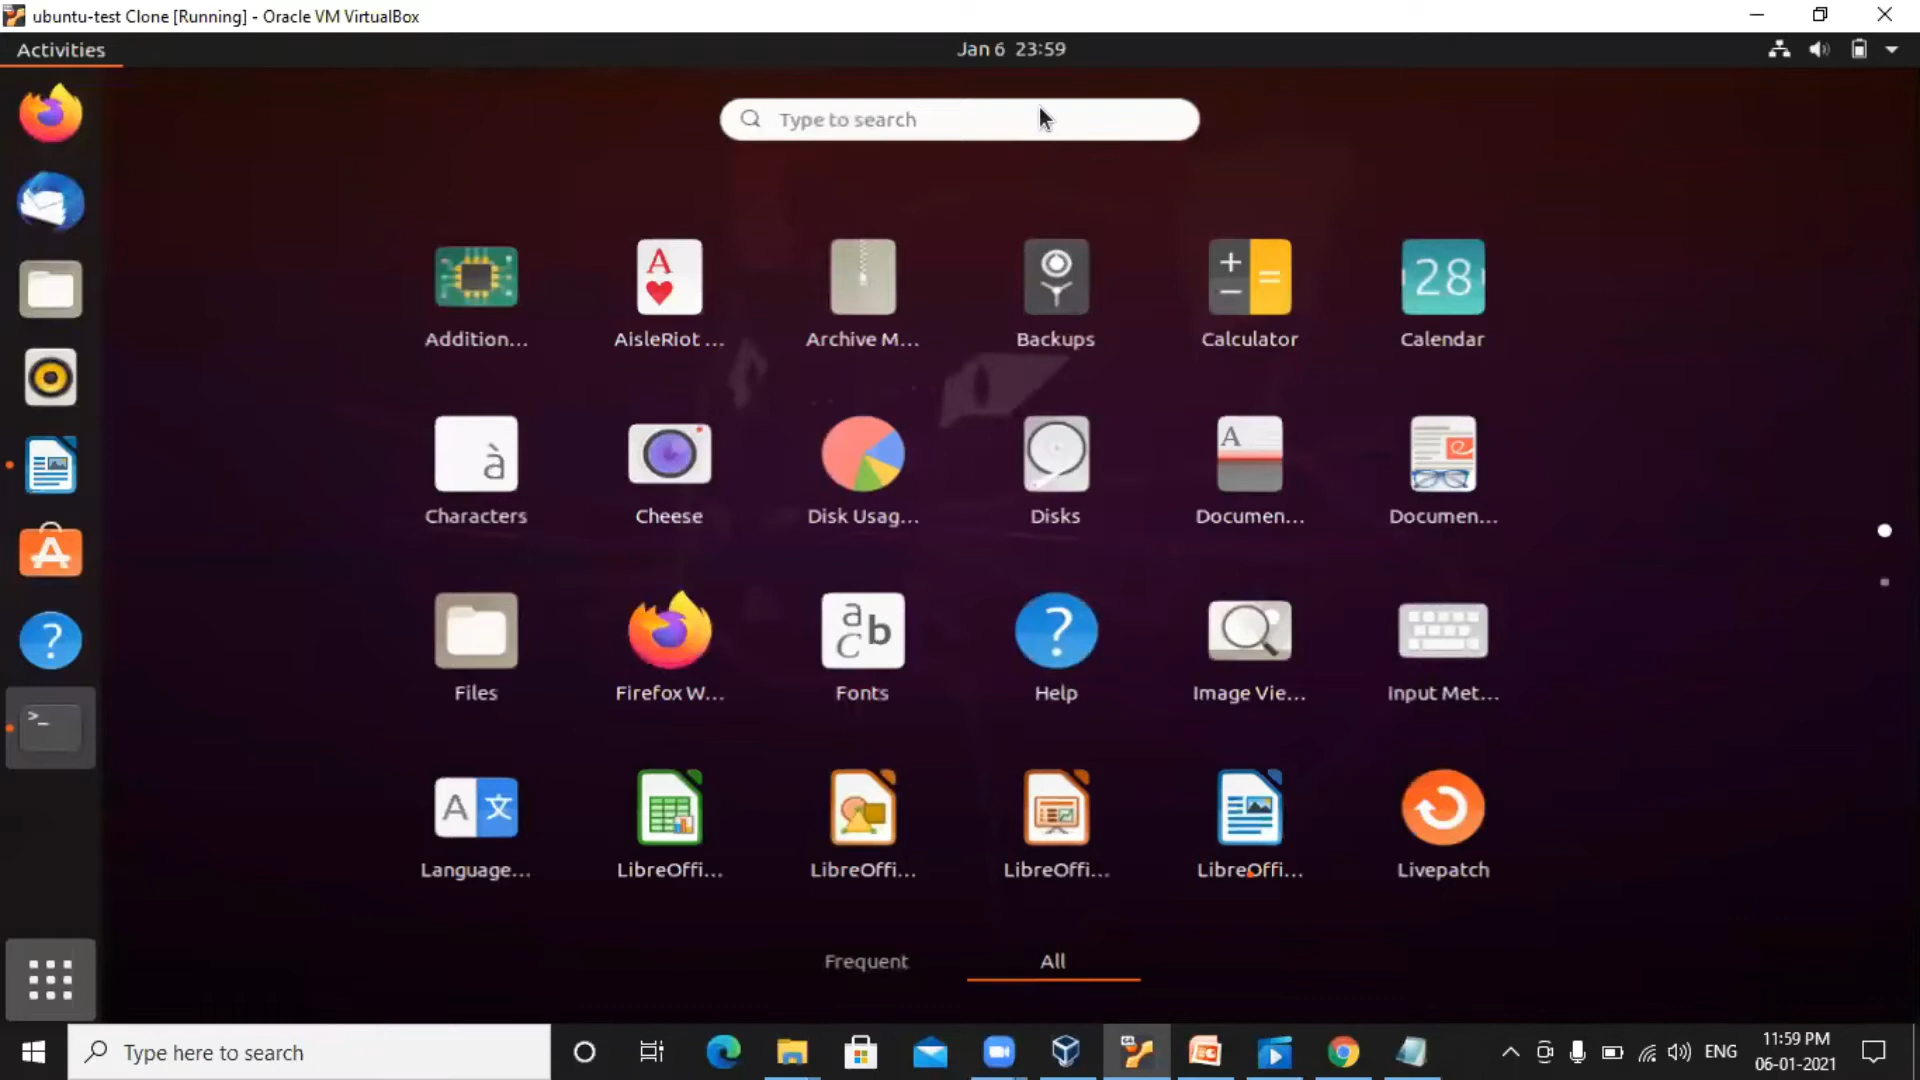 ubuntu-test Clone [Running] - Oracle VM VirtualBox
Activities
Jan 6 23:59
Type to search
Addition...
AisleRiot ...
Archive M...
Backups
Calculator
28
Calendar
Characters
Cheese
Disk Usag...
Disks
Documen...
Documen...
Files
Firefox W...
Fonts
Help
Image Vie...
Input Met...
Language...
LibreOffi...
LibreOffi...
LibreOffi...
LibreOffi...
Livepatch
Frequent
All
Type here to search
ENG
11:59 PM
06-01-2021